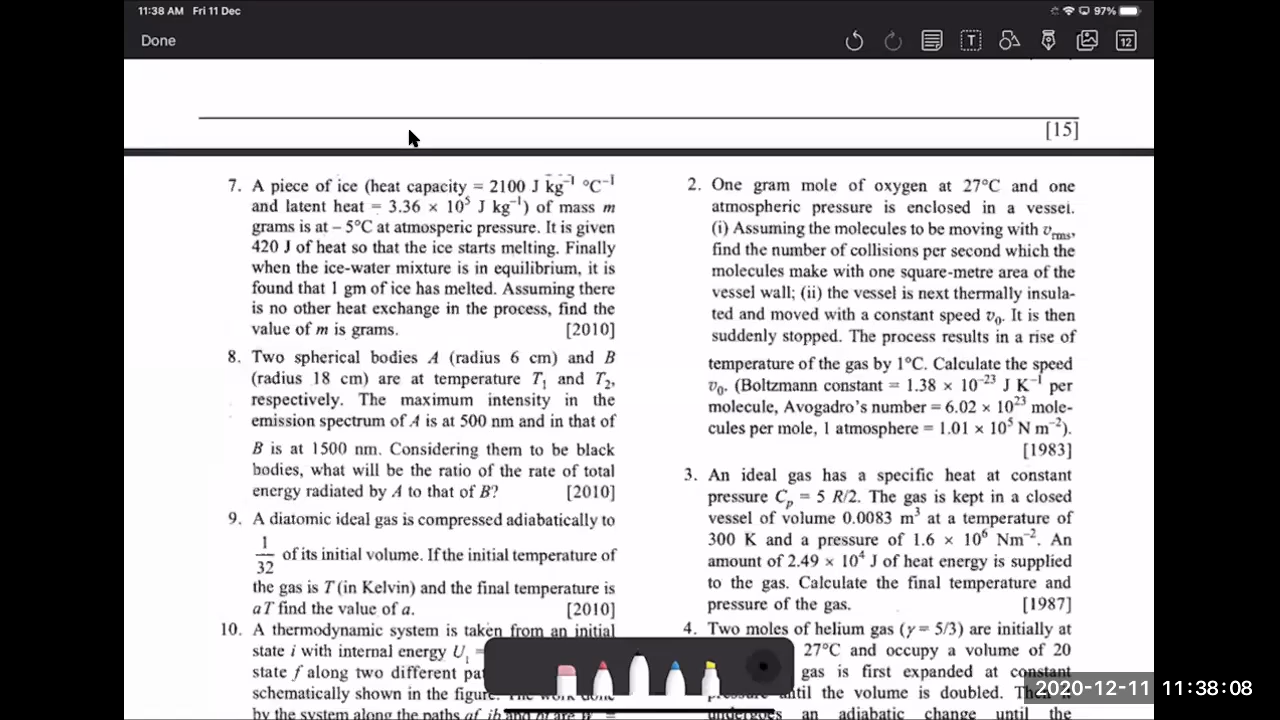 11:38 AM Fri 11 Dec
97%
Done
T
12
[15]
7. A piece of ice (heat capacity = 2100 J kg⁻¹ °C⁻¹
and latent heat = 3.36 × 10⁵ J kg⁻¹) of mass m
grams is at – 5°C at atmosperic pressure. It is given
420 J of heat so that the ice starts melting. Finally
when the ice-water mixture is in equilibrium, it is
found that 1 gm of ice has melted. Assuming there
is no other heat exchange in the process, find the
value of m is grams. [2010]
8. Two spherical bodies A (radius 6 cm) and B
(radius 18 cm) are at temperature T₁ and T₂,
respectively. The maximum intensity in the
emission spectrum of A is at 500 nm and in that of
B is at 1500 nm. Considering them to be black
bodies, what will be the ratio of the rate of total
energy radiated by A to that of B? [2010]
9. A diatomic ideal gas is compressed adiabatically to
1/32 of its initial volume. If the initial temperature of
the gas is T (in Kelvin) and the final temperature is
aT find the value of a. [2010]
10. A thermodynamic system is taken from an initial
state i with internal energy U
state f along two different
schematically shown in the figure.
by the system along the paths af, ib and
2. One gram mole of oxygen at 27°C and one
atmospheric pressure is enclosed in a vessel.
(i) Assuming the molecules to be moving with v_rms,
find the number of collisions per second which the
molecules make with one square-metre area of the
vessel wall; (ii) the vessel is next thermally insula-
ted and moved with a constant speed v₀. It is then
suddenly stopped. The process results in a rise of
temperature of the gas by 1°C. Calculate the speed
v₀. (Boltzmann constant = 1.38 × 10⁻²³ J K⁻¹ per
molecule, Avogadro's number = 6.02 × 10²³ mole-
cules per mole, 1 atmosphere = 1.01 × 10⁵ N m⁻²).
[1983]
3. An ideal gas has a specific heat at constant
pressure Cₚ = 5 R/2. The gas is kept in a closed
vessel of volume 0.0083 m³ at a temperature of
300 K and a pressure of 1.6 × 10⁶ Nm⁻². An
amount of 2.49 × 10⁴ J of heat energy is supplied
to the gas. Calculate the final temperature and
pressure of the gas. [1987]
4. Two moles of helium gas (γ = 5/3) are initially at
27°C and occupy a volume of 20
gas is first expanded at constant
until the volume is doubled.
undergoes an adiabatic change until the
2020-12-11 11:38:08